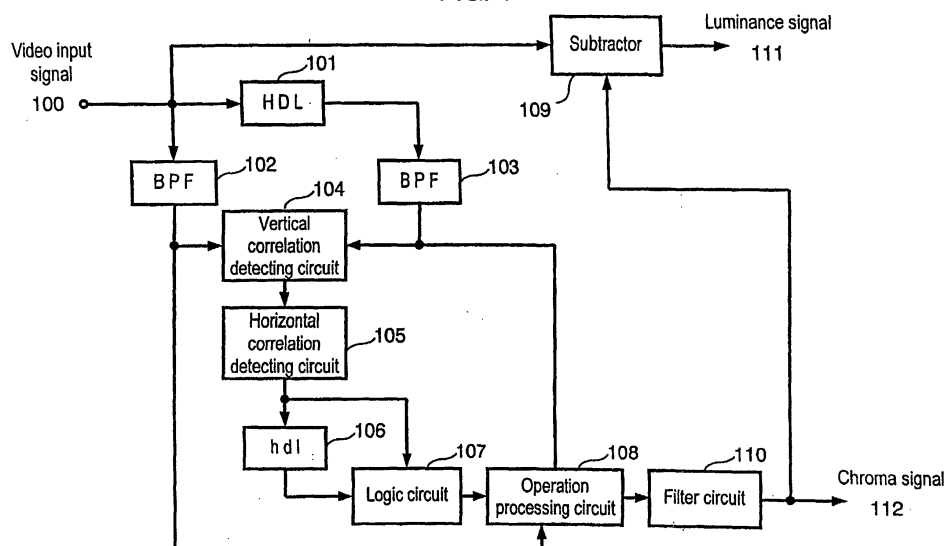 Video input
signal
100
101
HDL
Subtractor
109
Luminance signal
111
BPF
102
BPF
103
104
Vertical
correlation
detecting circuit
Horizontal
correlation
detecting circuit
105
hdl
106
107
Logic circuit
108
Operation
processing circuit
110
Filter circuit
Chroma signal
112